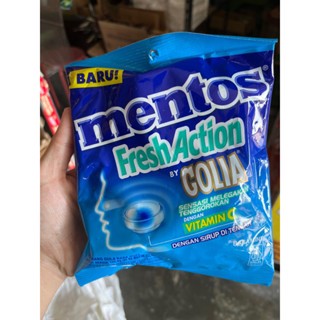 BARU!
mentos
FreshAction
BY GOLIA
SENSASI MELEGAKAN
TENGGOROKAN
DENGAN
VITAMIN C
DENGAN SIRUP DI